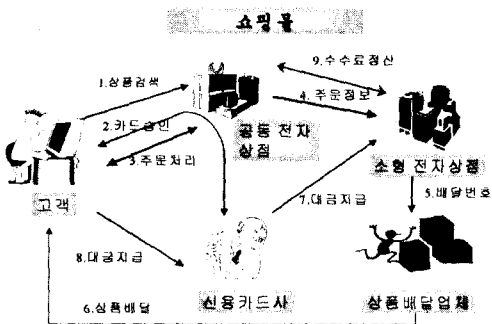 쇼핑몰
9.수수료정산
1.상품검색
4.주문정보
2.카드승인
공동 전자
상점
3.주문처리
소형 전자상점
고객
7.대금지급
5.배달번호
8.대금지급
6.상품배달
신용카드사
상품배달업체